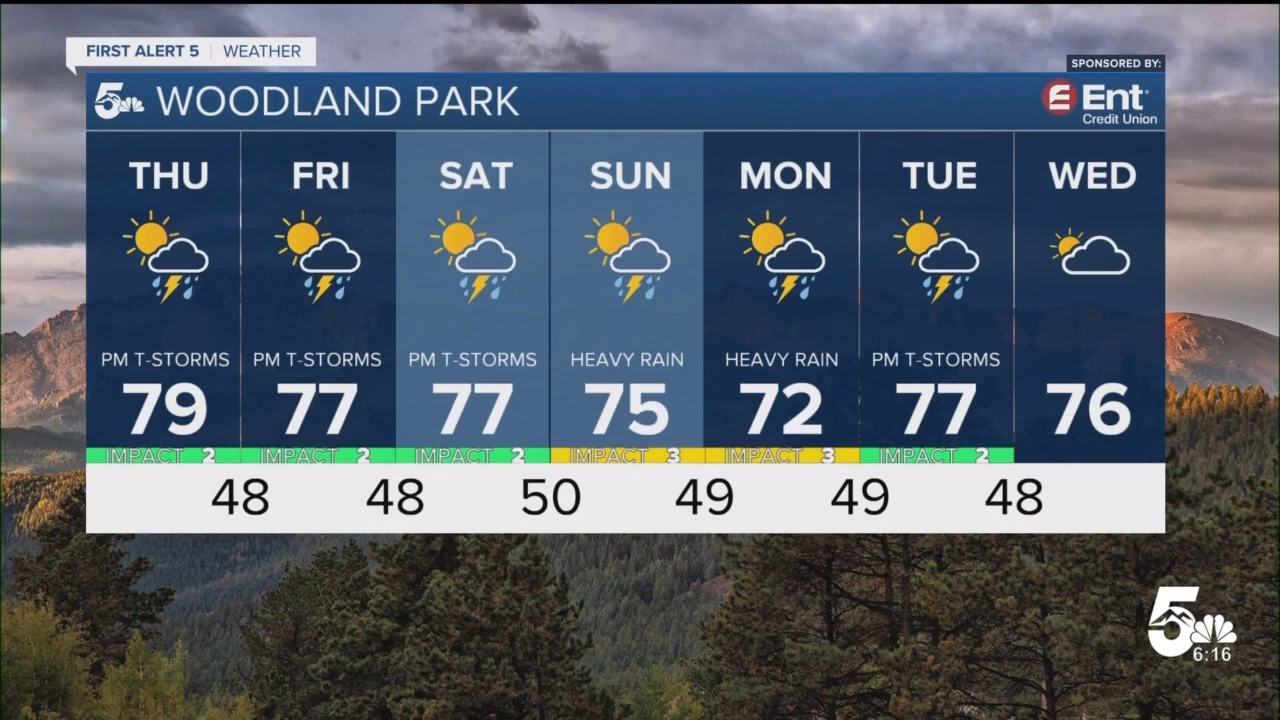 FIRST ALERT 5 | WEATHER
SPONSORED BY:
5 WOODLAND PARK
Ent
Credit Union
THU FRI SAT SUN MON TUE WED
PM T-STORMS PM T-STORMS PM T-STORMS HEAVY RAIN HEAVY RAIN PM T-STORMS
79 77 77 75 72 77 76
IMPACT 2 IMPACT 2 IMPACT 2 IMPACT 3 IMPACT 3 IMPACT 2
48 48 50 49 49 48
5
6:16